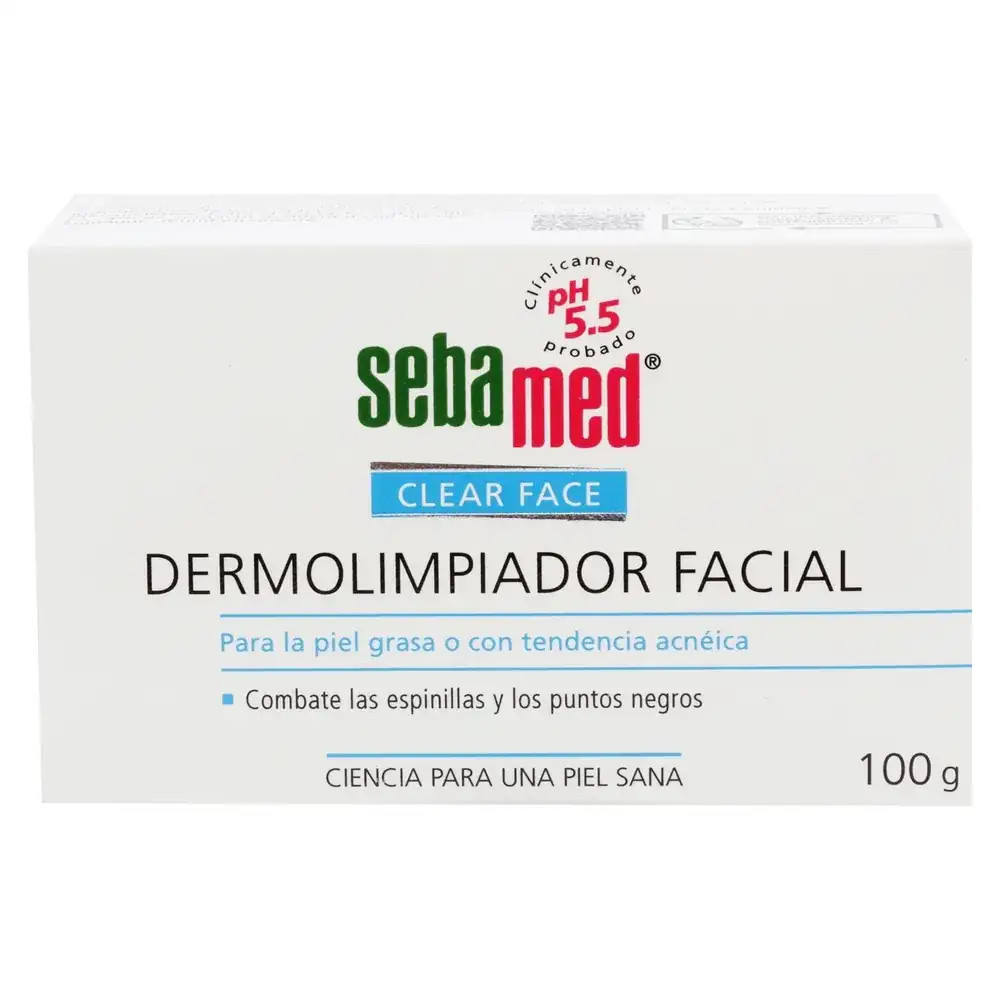 Clínicamente
pH
5.5
probado
sebamed®
CLEAR FACE
DERMOLIMPIADOR FACIAL
Para la piel grasa o con tendencia acnéica
Combate las espinillas y los puntos negros
CIENCIA PARA UNA PIEL SANA
100 g